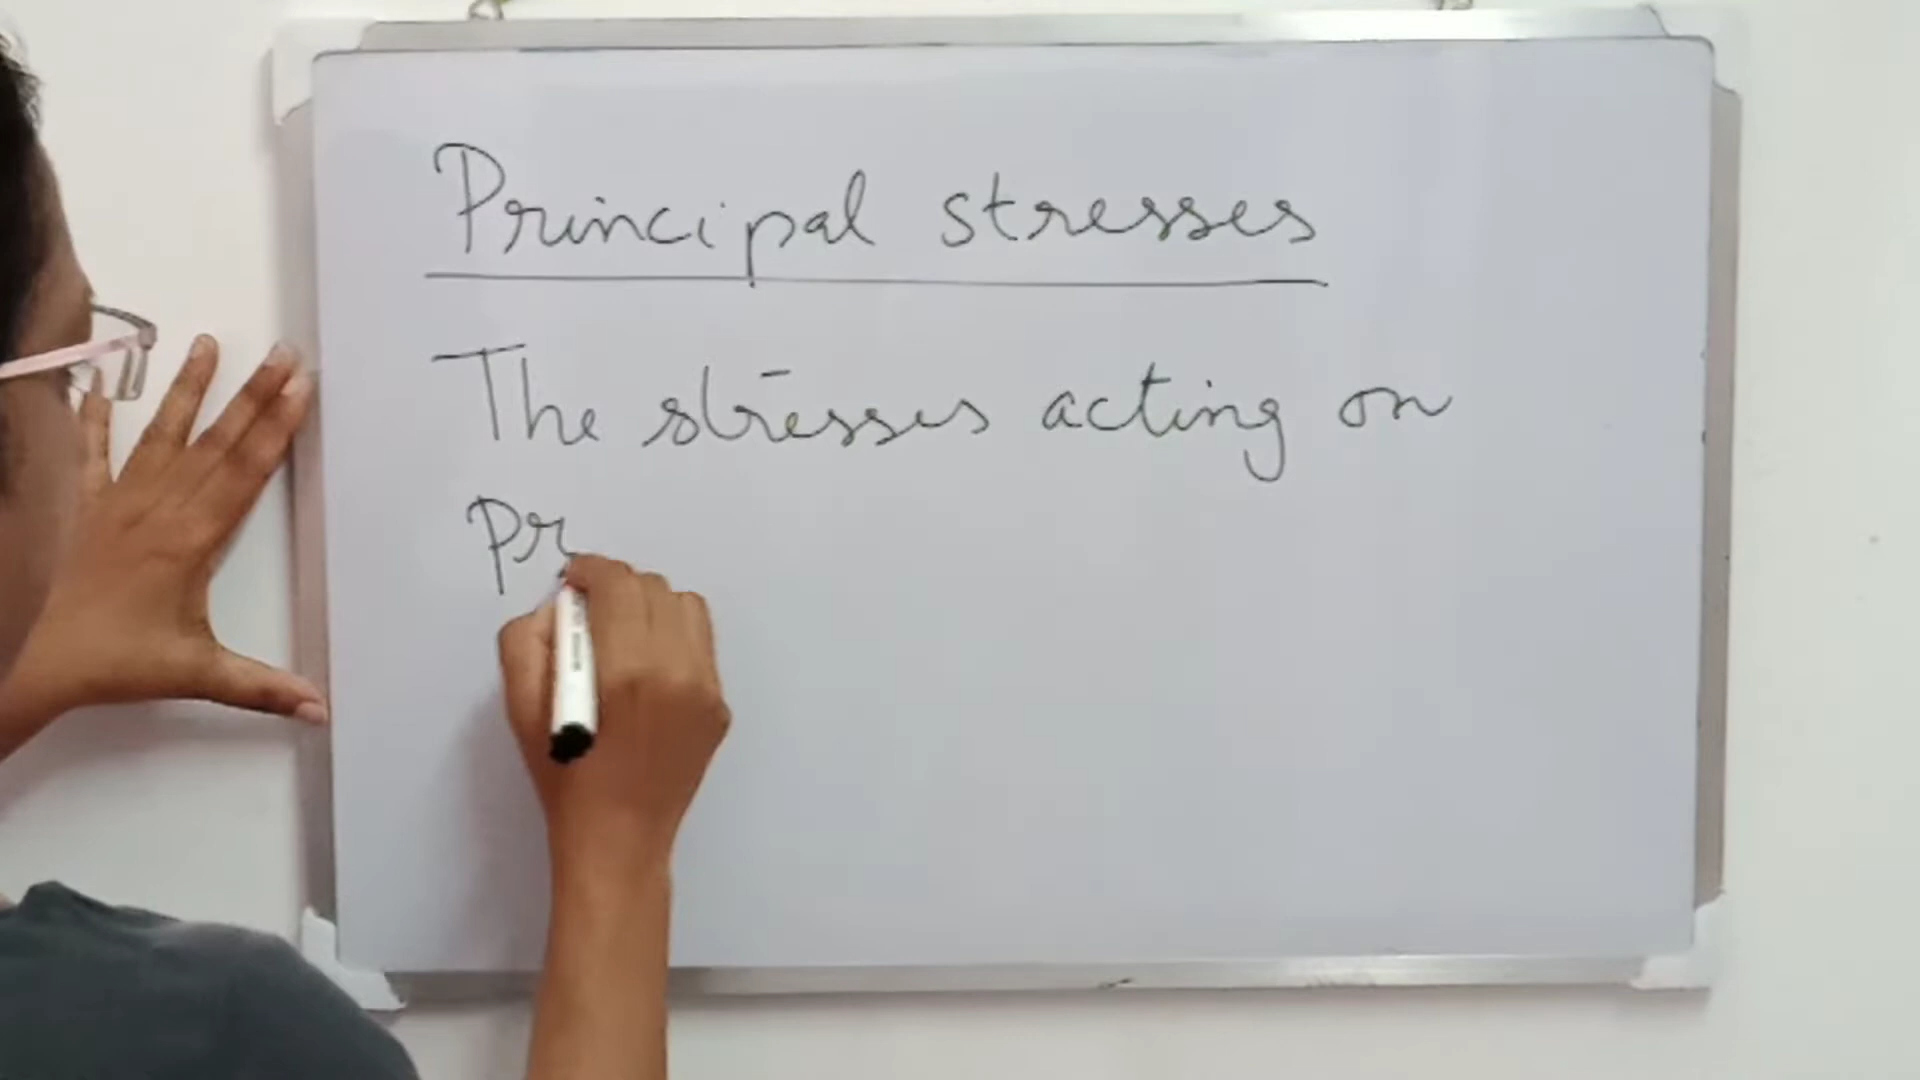 Principal stresses
The stresses acting on
Pr